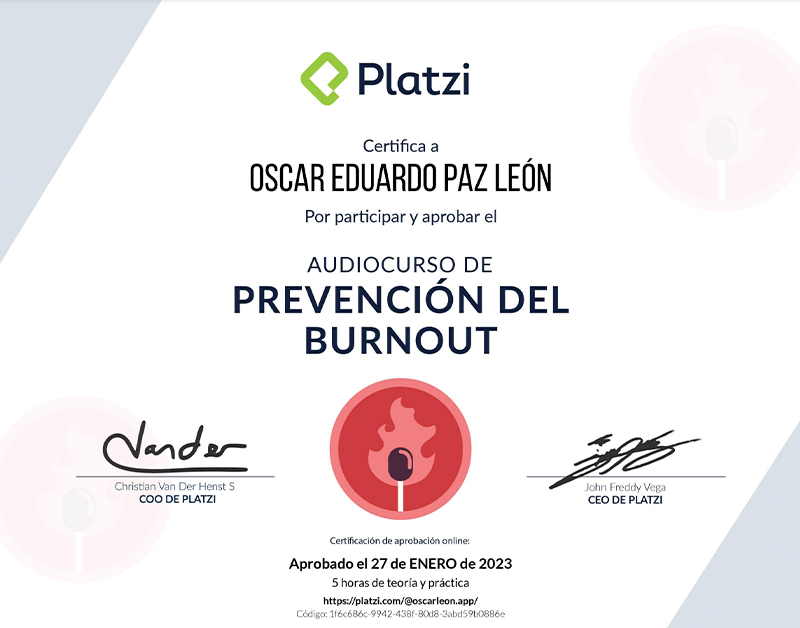 Platzi
Certifica a
OSCAR EDUARDO PAZ LEÓN
Por participar y aprobar el
AUDIOCURSO DE
PREVENCIÓN DEL
BURNOUT
Vander
Christian Van Der Henst S
COO DE PLATZI
John Freddy Vega
CEO DE PLATZI
Certificación de aprobación online:
Aprobado el 27 de ENERO de 2023
5 horas de teoría y práctica
https://platzi.com/@oscarleon.app/
Código: 1f6c686c-9942-438f-80d8-3abd59b0886e